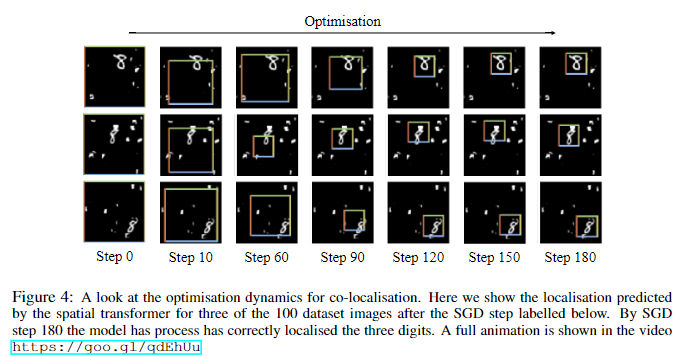 Optimisation
Step 0 Step 10 Step 60 Step 90 Step 120 Step 150 Step 180
Figure 4: A look at the optimisation dynamics for co-localisation. Here we show the localisation predicted
by the spatial transformer for three of the 100 dataset images after the SGD step labelled below. By SGD
step 180 the model has process has correctly localised the three digits. A full animation is shown in the video
https://goo.gl/qdEhUu